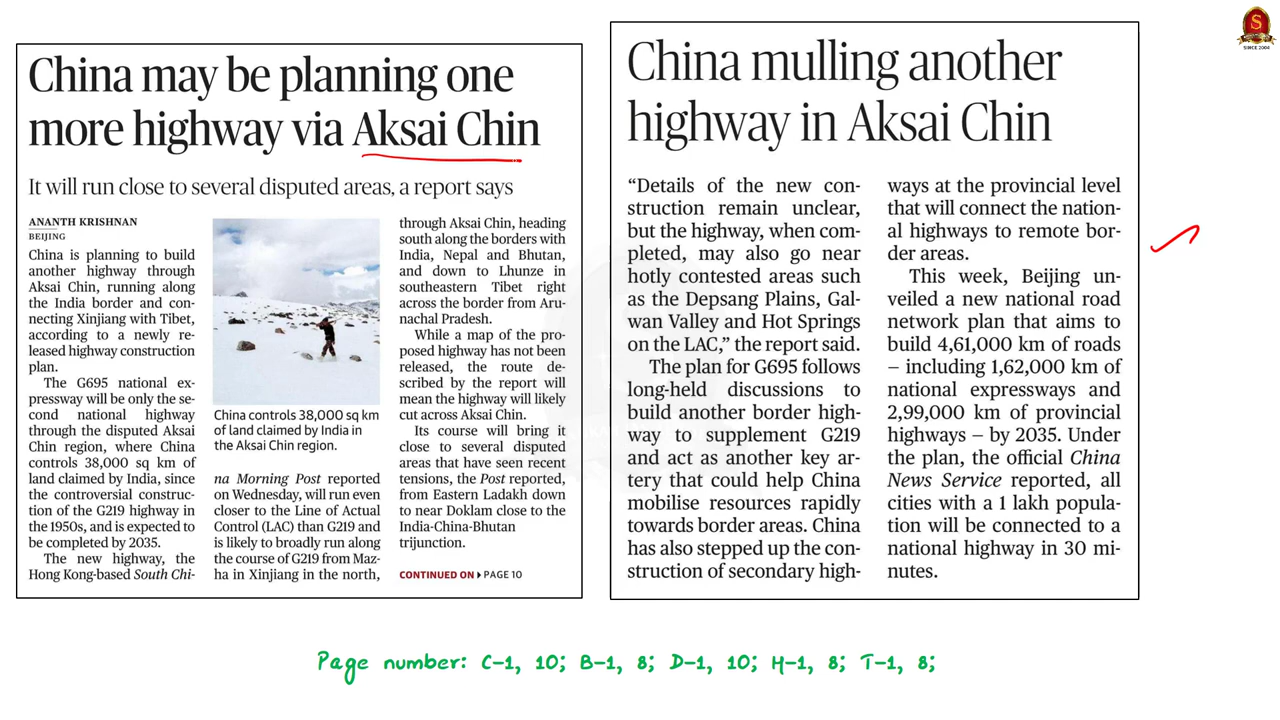 China may be planning one
more highway via Aksai Chin
It will run close to several disputed areas, a report says
ANANTH KRISHNAN
BEIJING
China is planning to build
another highway through
Aksai Chin, running along
the India border and con-
necting Xinjiang with Tibet,
according to a newly re-
leased highway construction
plan.
The G695 national ex-
pressway will be only the se-
cond national highway
through the disputed Aksai
Chin region, where China
controls 38,000 sq km of
land claimed by India, since
the controversial construc-
tion of the G219 highway in
the 1950s, and is expected to
be completed by 2035.
The new highway, the
Hong Kong-based South Chi-
China controls 38,000 sq km
of land claimed by India in
the Aksai Chin region.
na Morning Post reported
on Wednesday, will run even
closer to the Line of Actual
Control (LAC) than G219 and
is likely to broadly run along
the course of G219 from Maz-
ha in Xinjiang in the north,
through Aksai Chin, heading
south along the borders with
India, Nepal and Bhutan,
and down to Lhunze in
southeastern Tibet right
across the border from Aru-
nachal Pradesh.
While a map of the pro-
posed highway has not been
released, the route de-
scribed by the report will
mean the highway will likely
cut across Aksai Chin.
Its course will bring it
close to several disputed
areas that have seen recent
tensions, the Post reported,
from Eastern Ladakh down
to near Doklam close to the
India-China-Bhutan
trijunction.
CONTINUED ON PAGE 10
China mulling another
highway in Aksai Chin
“Details of the new con-
struction remain unclear,
but the highway, when com-
pleted, may also go near
hotly contested areas such
as the Depsang Plains, Gal-
wan Valley and Hot Springs
on the LAC,” the report said.
The plan for G695 follows
long-held discussions to
build another border high-
way to supplement G219
and act as another key ar-
tery that could help China
mobilise resources rapidly
towards border areas. China
has also stepped up the con-
struction of secondary high-
ways at the provincial level
that will connect the nation-
al highways to remote bor-
der areas.
This week, Beijing un-
veiled a new national road
network plan that aims to
build 4,61,000 km of roads
– including 1,62,000 km of
national expressways and
2,99,000 km of provincial
highways – by 2035. Under
the plan, the official China
News Service reported, all
cities with a 1 lakh popula-
tion will be connected to a
national highway in 30 mi-
nutes.
S
SINCE 2004
Page number: C-1, 10; B-1, 8; D-1, 10; H-1, 8; T-1, 8;